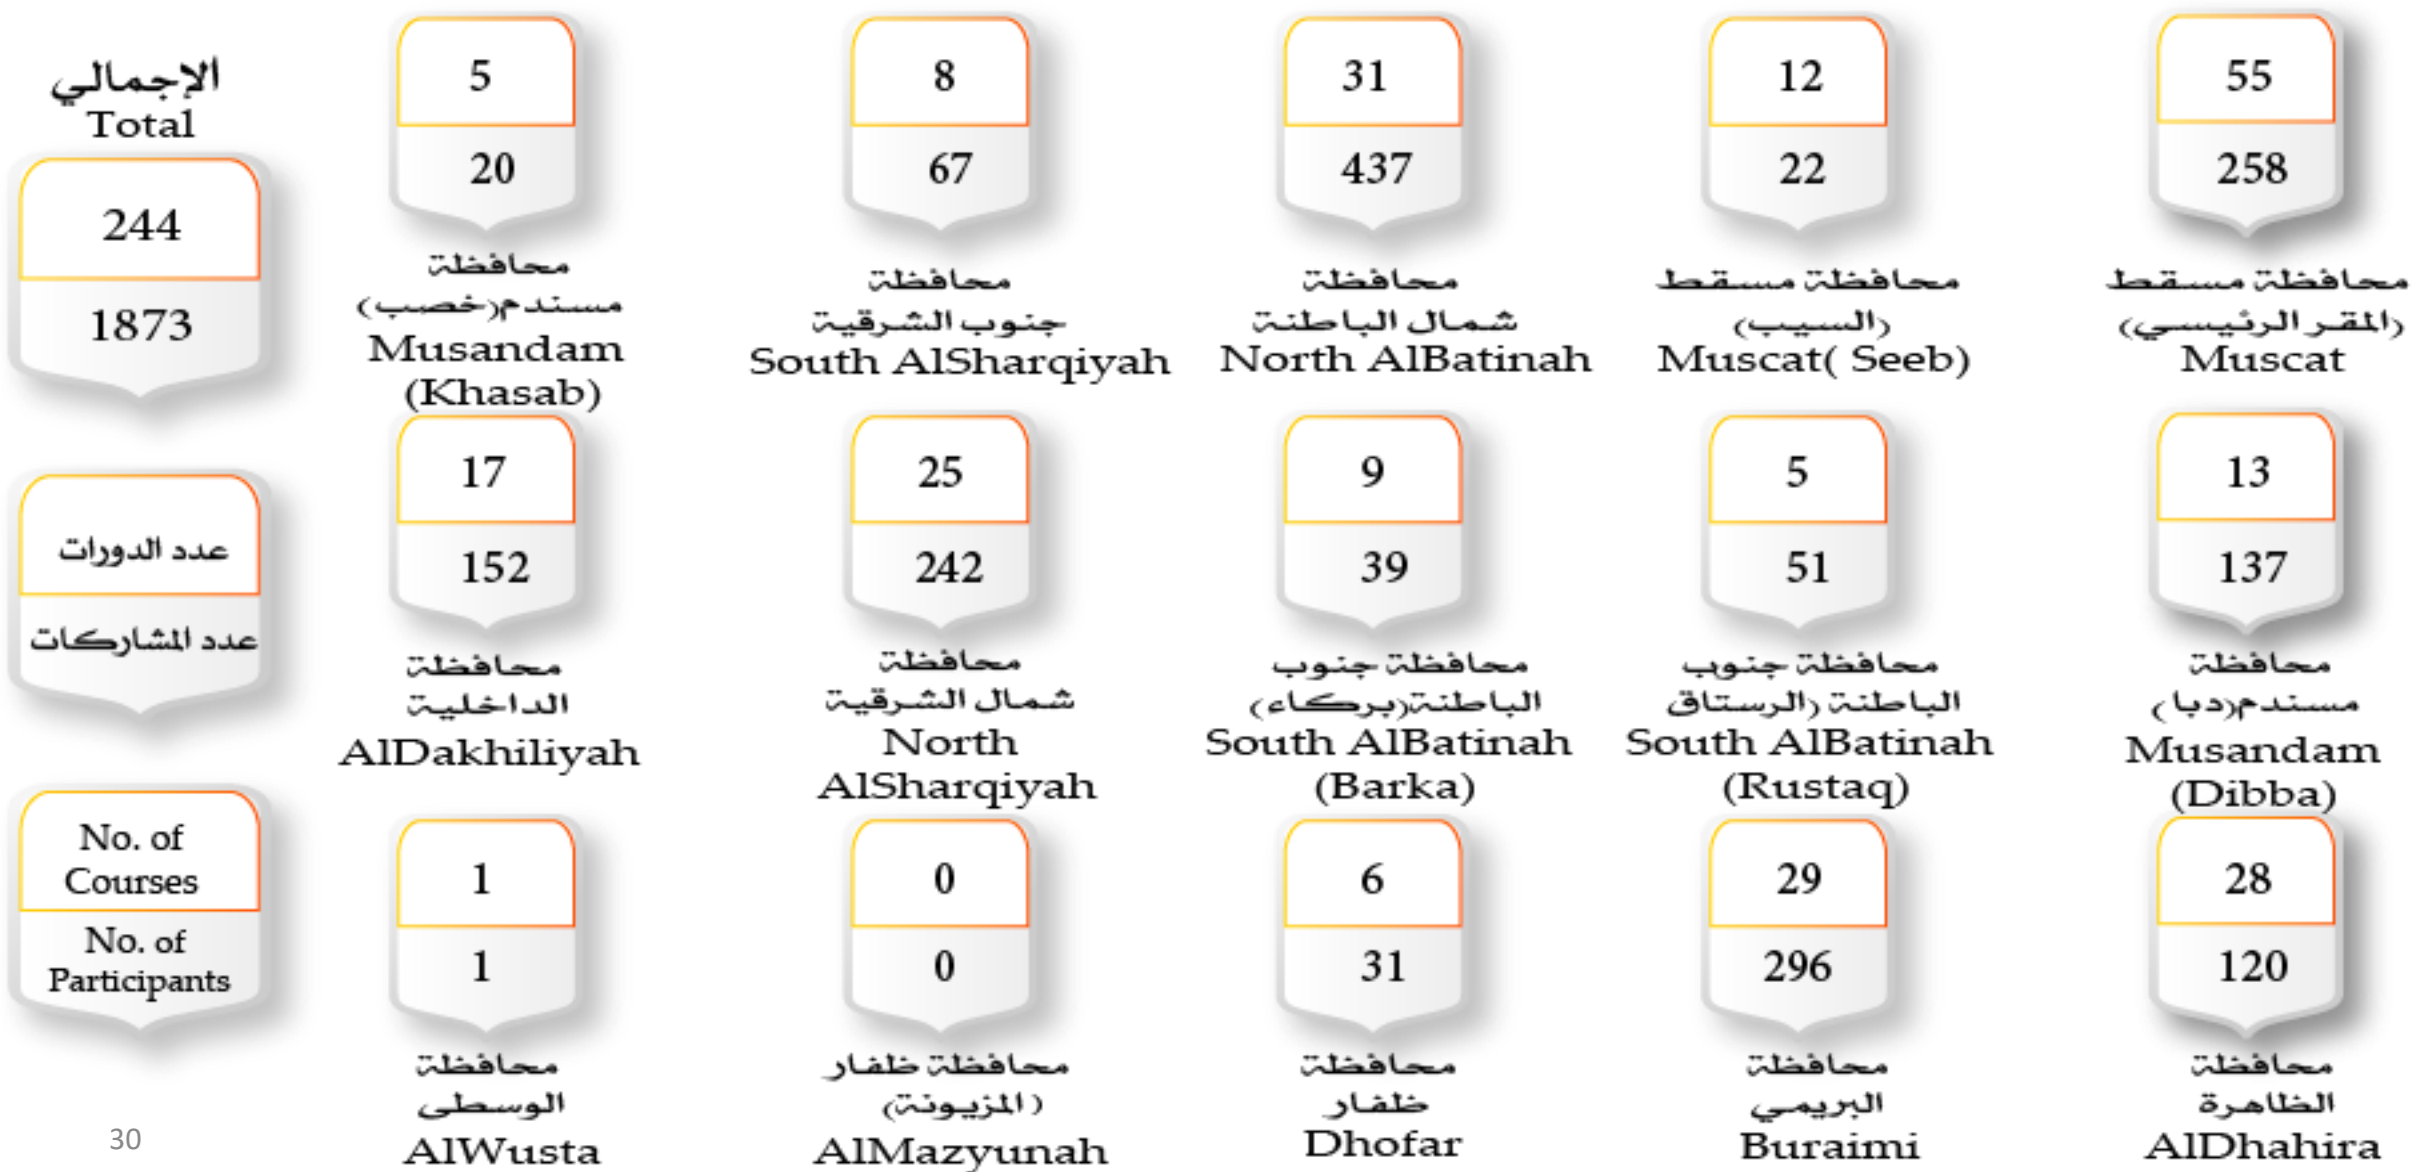 الإجمالي
Total
244
1873
عدد الدورات
عدد المشاركات
No. of
Courses
No. of
Participants
5
20
محافظة
مسندم(خصب)
Musandam
(Khasab)
8
67
محافظة
جنوب الشرقية
South AlSharqiyah
31
437
محافظة
شمال الباطنة
North AlBatinah
12
22
محافظة مسقط
(السيب)
Muscat( Seeb)
55
258
محافظة مسقط
(المقر الرئيسي)
Muscat
17
152
محافظة
الداخلية
AlDakhiliyah
25
242
محافظة
شمال الشرقية
North
AlSharqiyah
9
39
محافظة جنوب
الباطنة(بركاء)
South AlBatinah
(Barka)
5
51
محافظة جنوب
الباطنة (الرستاق
South AlBatinah
(Rustaq)
13
137
محافظة
مسندم(دبا)
Musandam
(Dibba)
1
1
محافظة
الوسطى
AlWusta
0
0
محافظة ظفار
(المزيونة)
AlMazyunah
6
31
محافظة
ظفار
Dhofar
29
296
محافظة
البريمي
Buraimi
28
120
محافظة
الظاهرة
AlDhahira
30